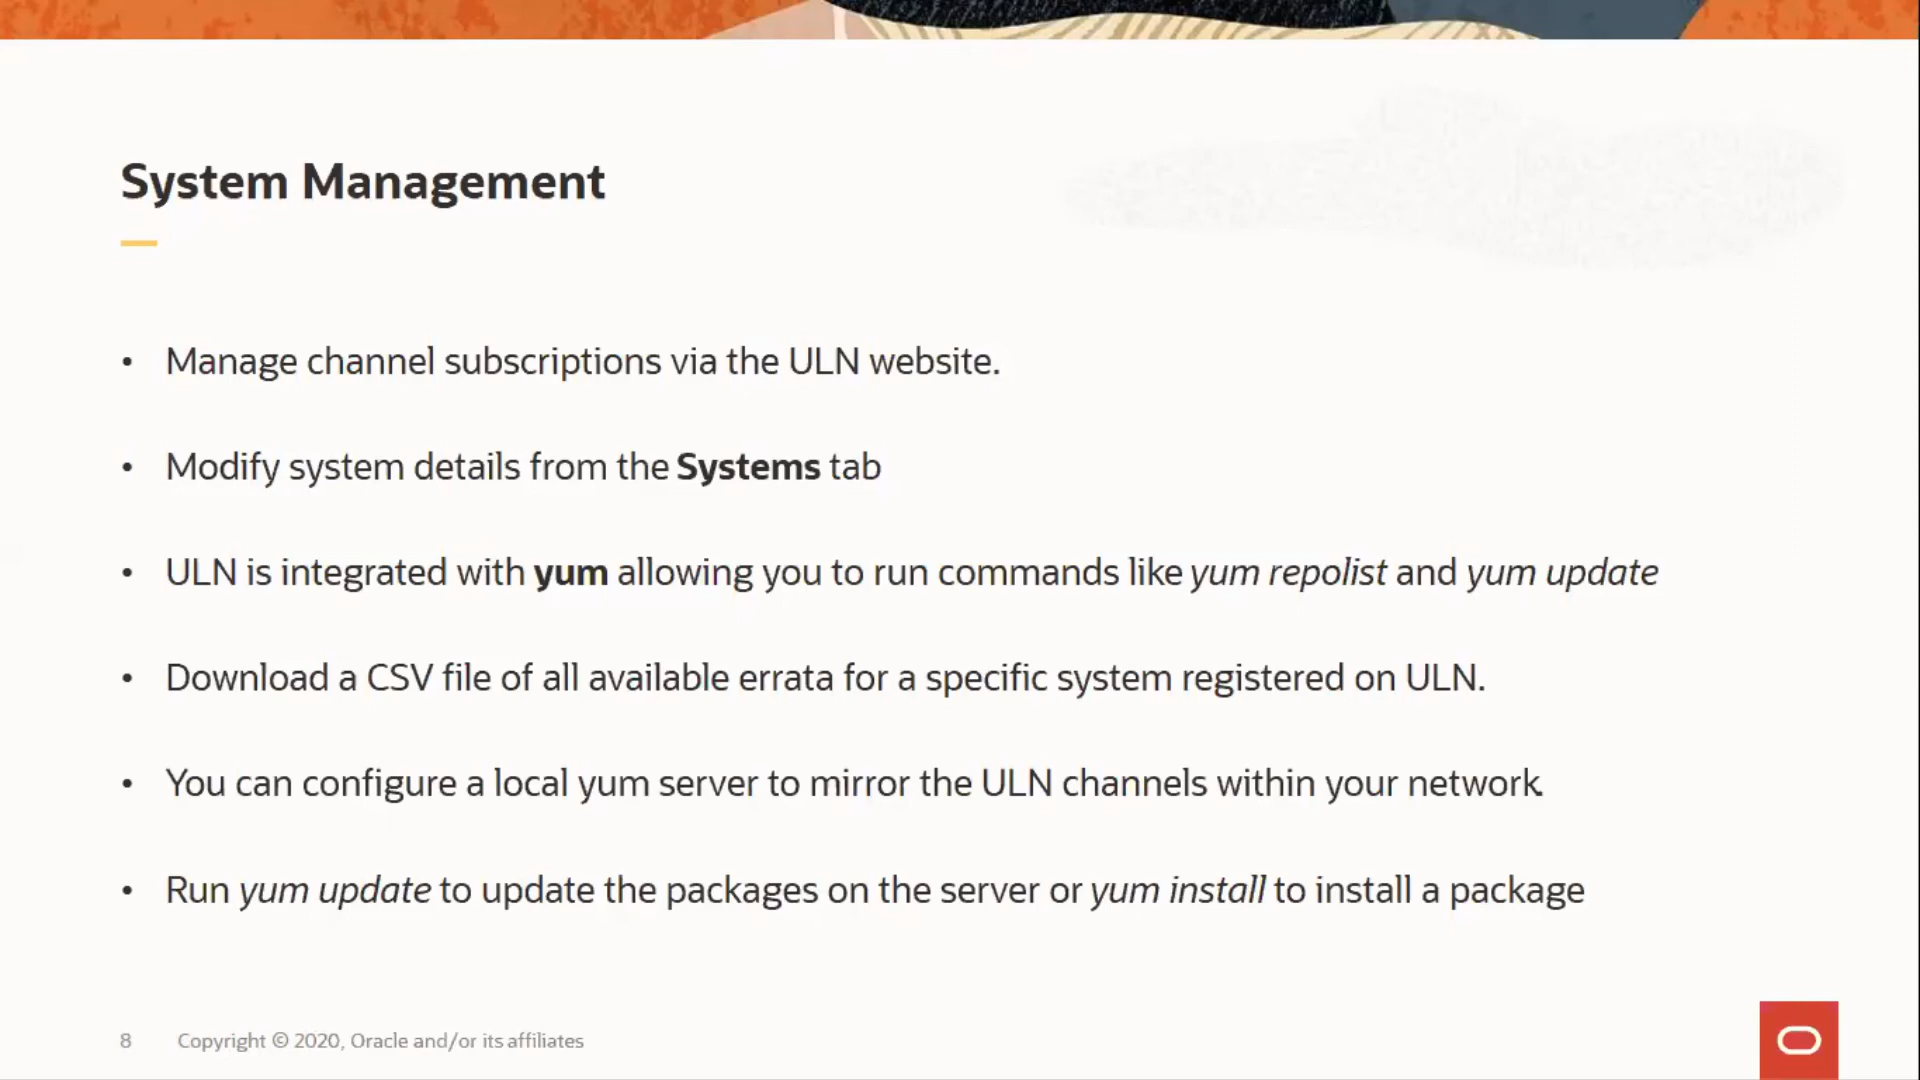 System Management
• Manage channel subscriptions via the ULN website.
• Modify system details from the Systems tab
• ULN is integrated with yum allowing you to run commands like yum repolist and yum update
• Download a CSV file of all available errata for a specific system registered on ULN.
• You can configure a local yum server to mirror the ULN channels within your network.
• Run yum update to update the packages on the server or yum install to install a package
8 Copyright © 2020, Oracle and/or its affiliates